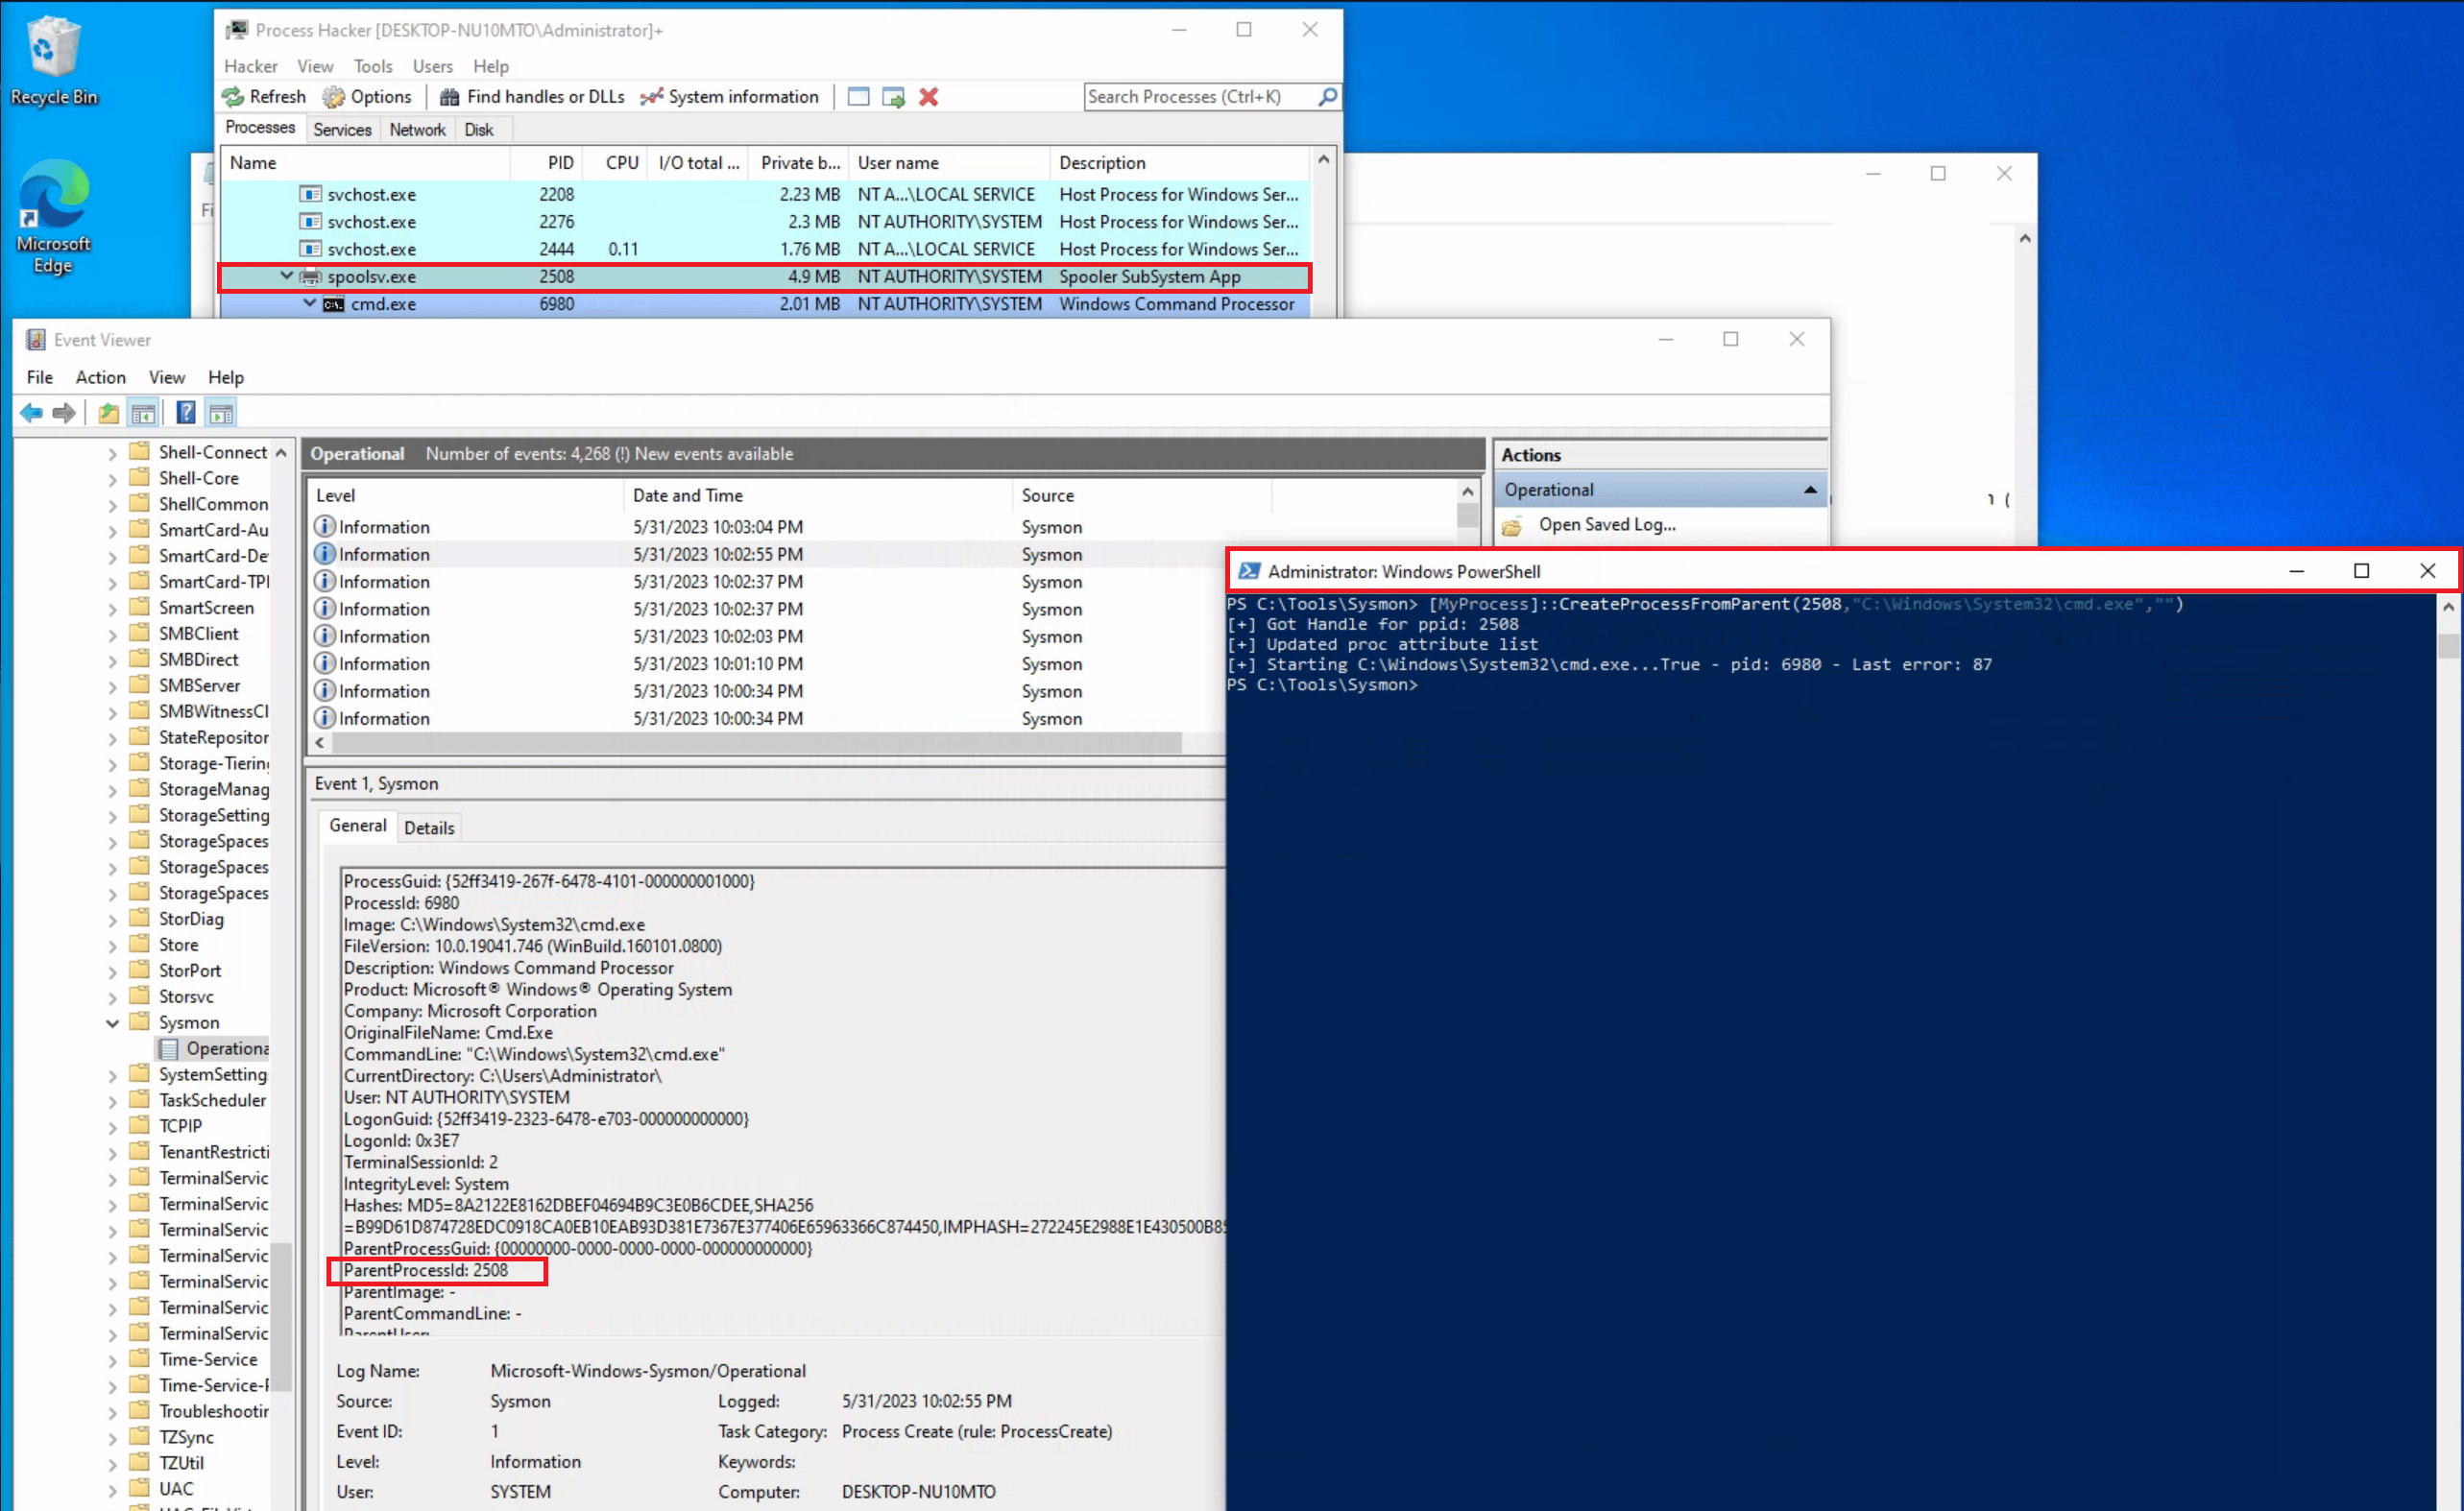 Recycle Bin
Microsoft
Edge
Process Hacker [DESKTOP-NU10MTO\Administrator]+
Hacker View Tools Users Help
Refresh Options Find handles or DLLs System information Search Processes (Ctrl+K)
Processes Services Network Disk
Name PID CPU I/O total ... Private b... User name Description
svchost.exe 2208 2.23 MB NT A...\LOCAL SERVICE Host Process for Windows Ser...
svchost.exe 2276 2.3 MB NT AUTHORITY\SYSTEM Host Process for Windows Ser...
svchost.exe 2444 0.11 1.76 MB NT A...\LOCAL SERVICE Host Process for Windows Ser...
spoolsv.exe 2508 4.9 MB NT AUTHORITY\SYSTEM Spooler SubSystem App
cmd.exe 6980 2.01 MB NT AUTHORITY\SYSTEM Windows Command Processor
Event Viewer
File Action View Help
Shell-Connect
Shell-Core
ShellCommon
SmartCard-Au
SmartCard-De
SmartCard-TPI
SmartScreen
SMBClient
SMBDirect
SMBServer
SMBWitnessCl
StateRepositor
Storage-Tiering
StorageManag
StorageSetting
StorageSpaces
StorageSpaces
StorageSpaces
StorDiag
Store
StorPort
Storsvc
Sysmon
Operationa
SystemSetting
TaskScheduler
TCPIP
TenantRestricti
TerminalServic
TerminalServic
TerminalServic
TerminalServic
TerminalServic
TerminalServic
TerminalServic
Time-Service
Time-Service-F
Troubleshootin
TZSync
TZUtil
UAC
Operational Number of events: 4,268 (!) New events available
Level Date and Time Source
Information 5/31/2023 10:03:04 PM Sysmon
Information 5/31/2023 10:02:55 PM Sysmon
Information 5/31/2023 10:02:37 PM Sysmon
Information 5/31/2023 10:02:37 PM Sysmon
Information 5/31/2023 10:02:03 PM Sysmon
Information 5/31/2023 10:01:10 PM Sysmon
Information 5/31/2023 10:00:34 PM Sysmon
Information 5/31/2023 10:00:34 PM Sysmon
Actions
Operational
Open Saved Log...
Event 1, Sysmon
General Details
ProcessGuid: {52ff3419-267f-6478-4101-000000001000}
ProcessId: 6980
Image: C:\Windows\System32\cmd.exe
FileVersion: 10.0.19041.746 (WinBuild.160101.0800)
Description: Windows Command Processor
Product: Microsoft® Windows® Operating System
Company: Microsoft Corporation
OriginalFileName: Cmd.Exe
CommandLine: "C:\Windows\System32\cmd.exe"
CurrentDirectory: C:\Users\Administrator\
User: NT AUTHORITY\SYSTEM
LogonGuid: {52ff3419-2323-6478-e703-000000000000}
LogonId: 0x3E7
TerminalSessionId: 2
IntegrityLevel: System
Hashes: MD5=8A2122E8162DBEF04694B9C3E0B6CDEE,SHA256
=B99D61D874728EDC0918CA0EB10EAB93D381E7367E377406E65963366C874450,IMPHASH=272245E2988E1E430500B85
ParentProcessGuid: {00000000-0000-0000-0000-000000000000}
ParentProcessId: 2508
ParentImage: -
ParentCommandLine: -
ParentUser:
Log Name: Microsoft-Windows-Sysmon/Operational
Source: Sysmon Logged: 5/31/2023 10:02:55 PM
Event ID: 1 Task Category: Process Create (rule: ProcessCreate)
Level: Information Keywords:
User: SYSTEM Computer: DESKTOP-NU10MTO
Administrator: Windows PowerShell
PS C:\Tools\Sysmon> [MyProcess]::CreateProcessFromParent(2508,"C:\Windows\System32\cmd.exe","")
[+] Got Handle for ppid: 2508
[+] Updated proc attribute list
[+] Starting C:\Windows\System32\cmd.exe...True - pid: 6980 - Last error: 87
PS C:\Tools\Sysmon>